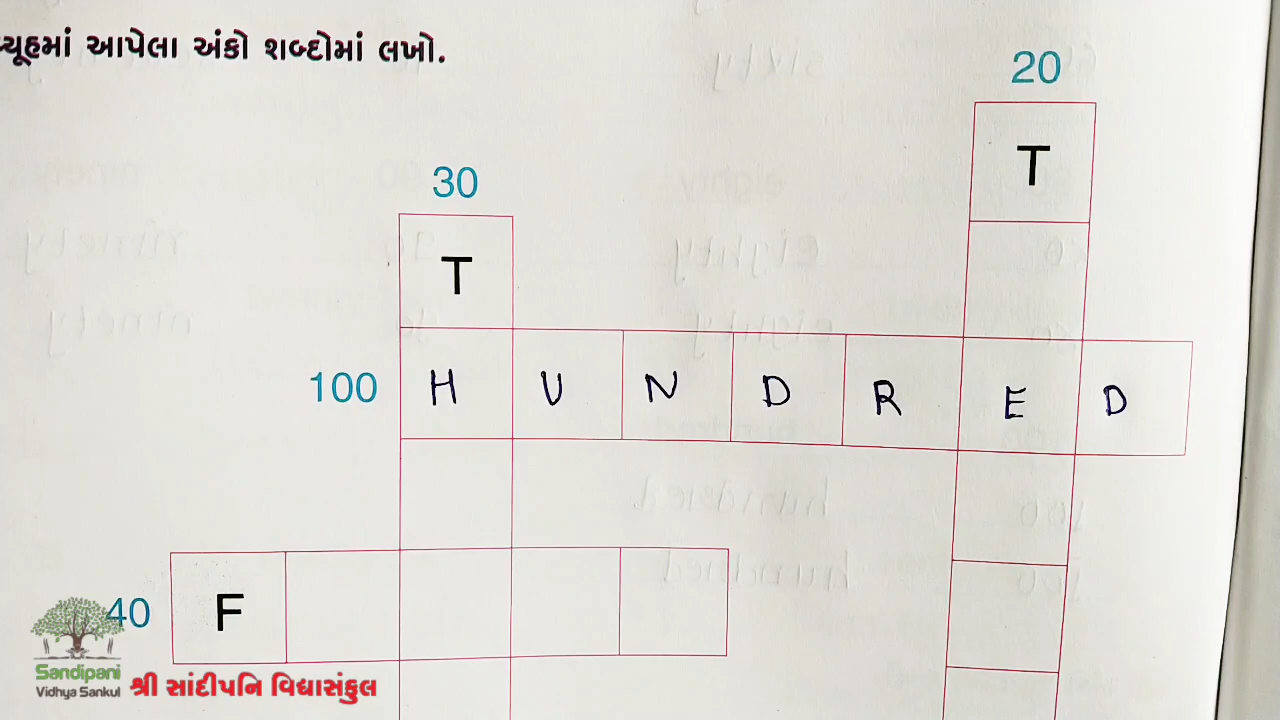 વ્યૂહમાં આપેલા અંકો શબ્દોમાં લખો.
20
T
30
T
100 H U N D R E D
40 F
Sandipani
Vidhya Sankul
શ્રી સાંદીપનિ વિદ્યાસંકુલ